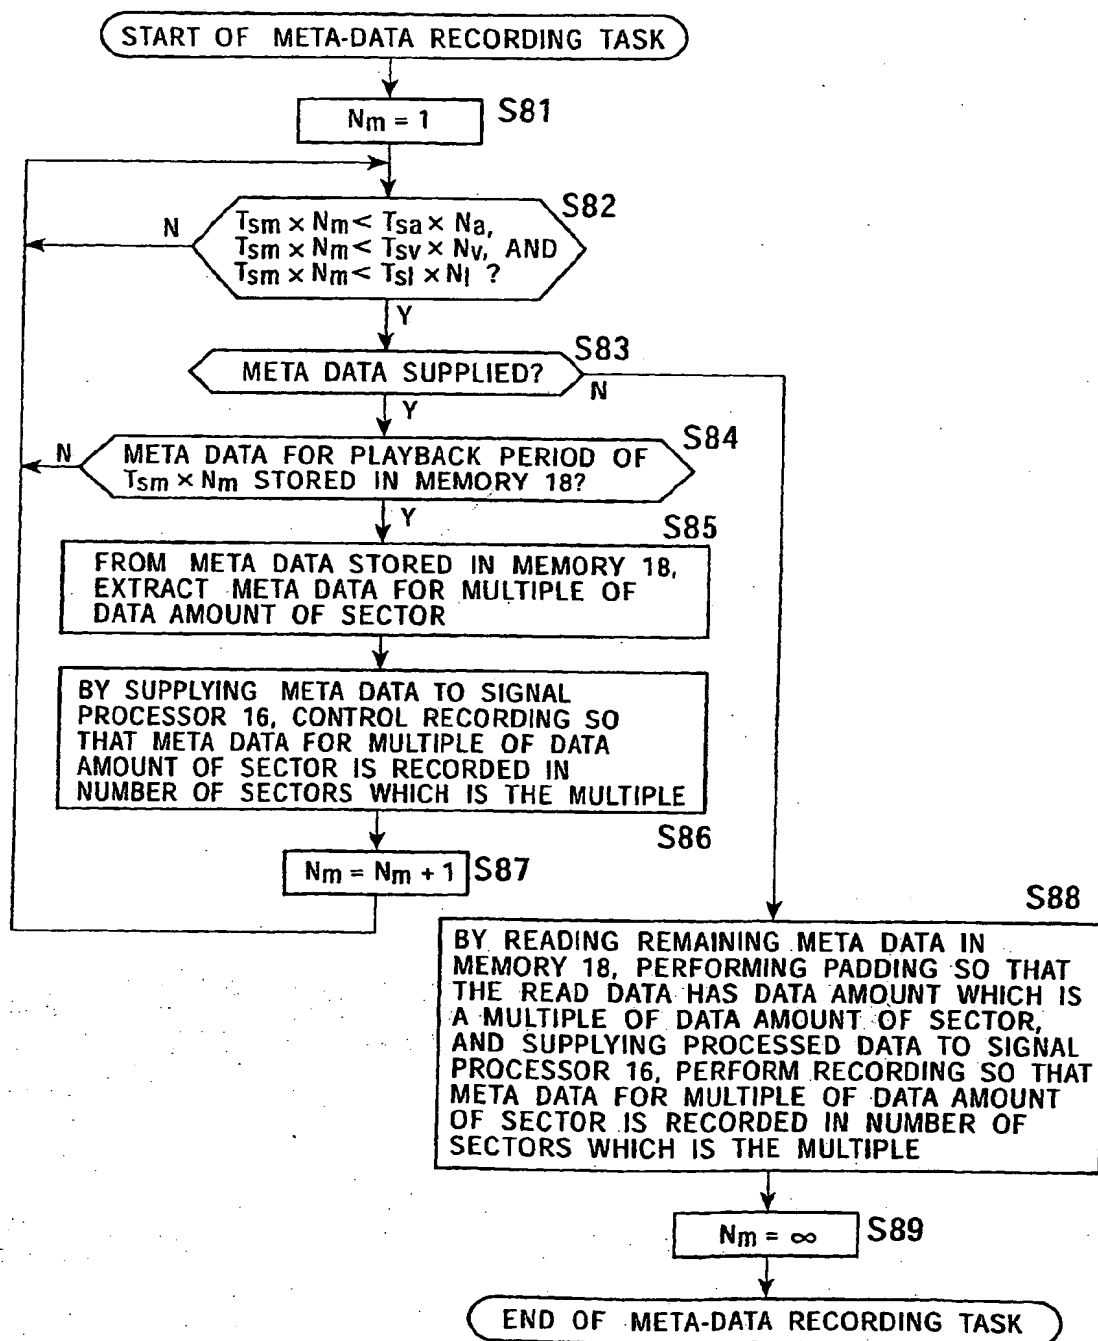 START OF META-DATA RECORDING TASK
Nm = 1
S81
S82
Tsm × Nm < Tsa × Na,
Tsm × Nm < Tsv × Nv, AND
Tsm × Nm < Tsl × Nl ?
N
Y
S83
META DATA SUPPLIED?
N
Y
S84
META DATA FOR PLAYBACK PERIOD OF
Tsm × Nm STORED IN MEMORY 18?
N
Y
S85
FROM META DATA STORED IN MEMORY 18,
EXTRACT META DATA FOR MULTIPLE OF
DATA AMOUNT OF SECTOR
BY SUPPLYING META DATA TO SIGNAL
PROCESSOR 16, CONTROL RECORDING SO
THAT META DATA FOR MULTIPLE OF DATA
AMOUNT OF SECTOR IS RECORDED IN
NUMBER OF SECTORS WHICH IS THE MULTIPLE
S86
Nm = Nm + 1
S87
S88
BY READING REMAINING META DATA IN
MEMORY 18, PERFORMING PADDING SO THAT
THE READ DATA HAS DATA AMOUNT WHICH IS
A MULTIPLE OF DATA AMOUNT OF SECTOR,
AND SUPPLYING PROCESSED DATA TO SIGNAL
PROCESSOR 16, PERFORM RECORDING SO THAT
META DATA FOR MULTIPLE OF DATA AMOUNT
OF SECTOR IS RECORDED IN NUMBER OF
SECTORS WHICH IS THE MULTIPLE
Nm = ∞
S89
END OF META-DATA RECORDING TASK